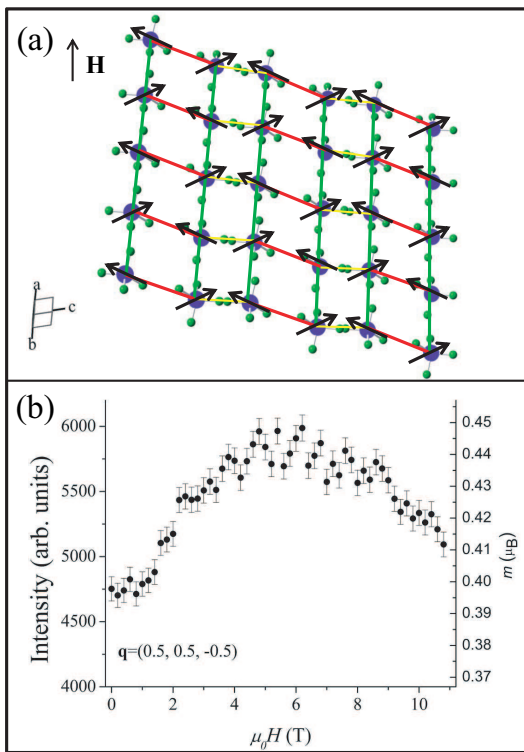 (a)
H
a
c
b
(b)
6000
5500
5000
4500
4000
Intensity (arb. units)
0.45
0.44
0.43
0.42
0.41
0.40
0.39
0.38
0.37
m (μB)
q=(0.5, 0.5, -0.5)
0 2 4 6 8 10
μ0H (T)